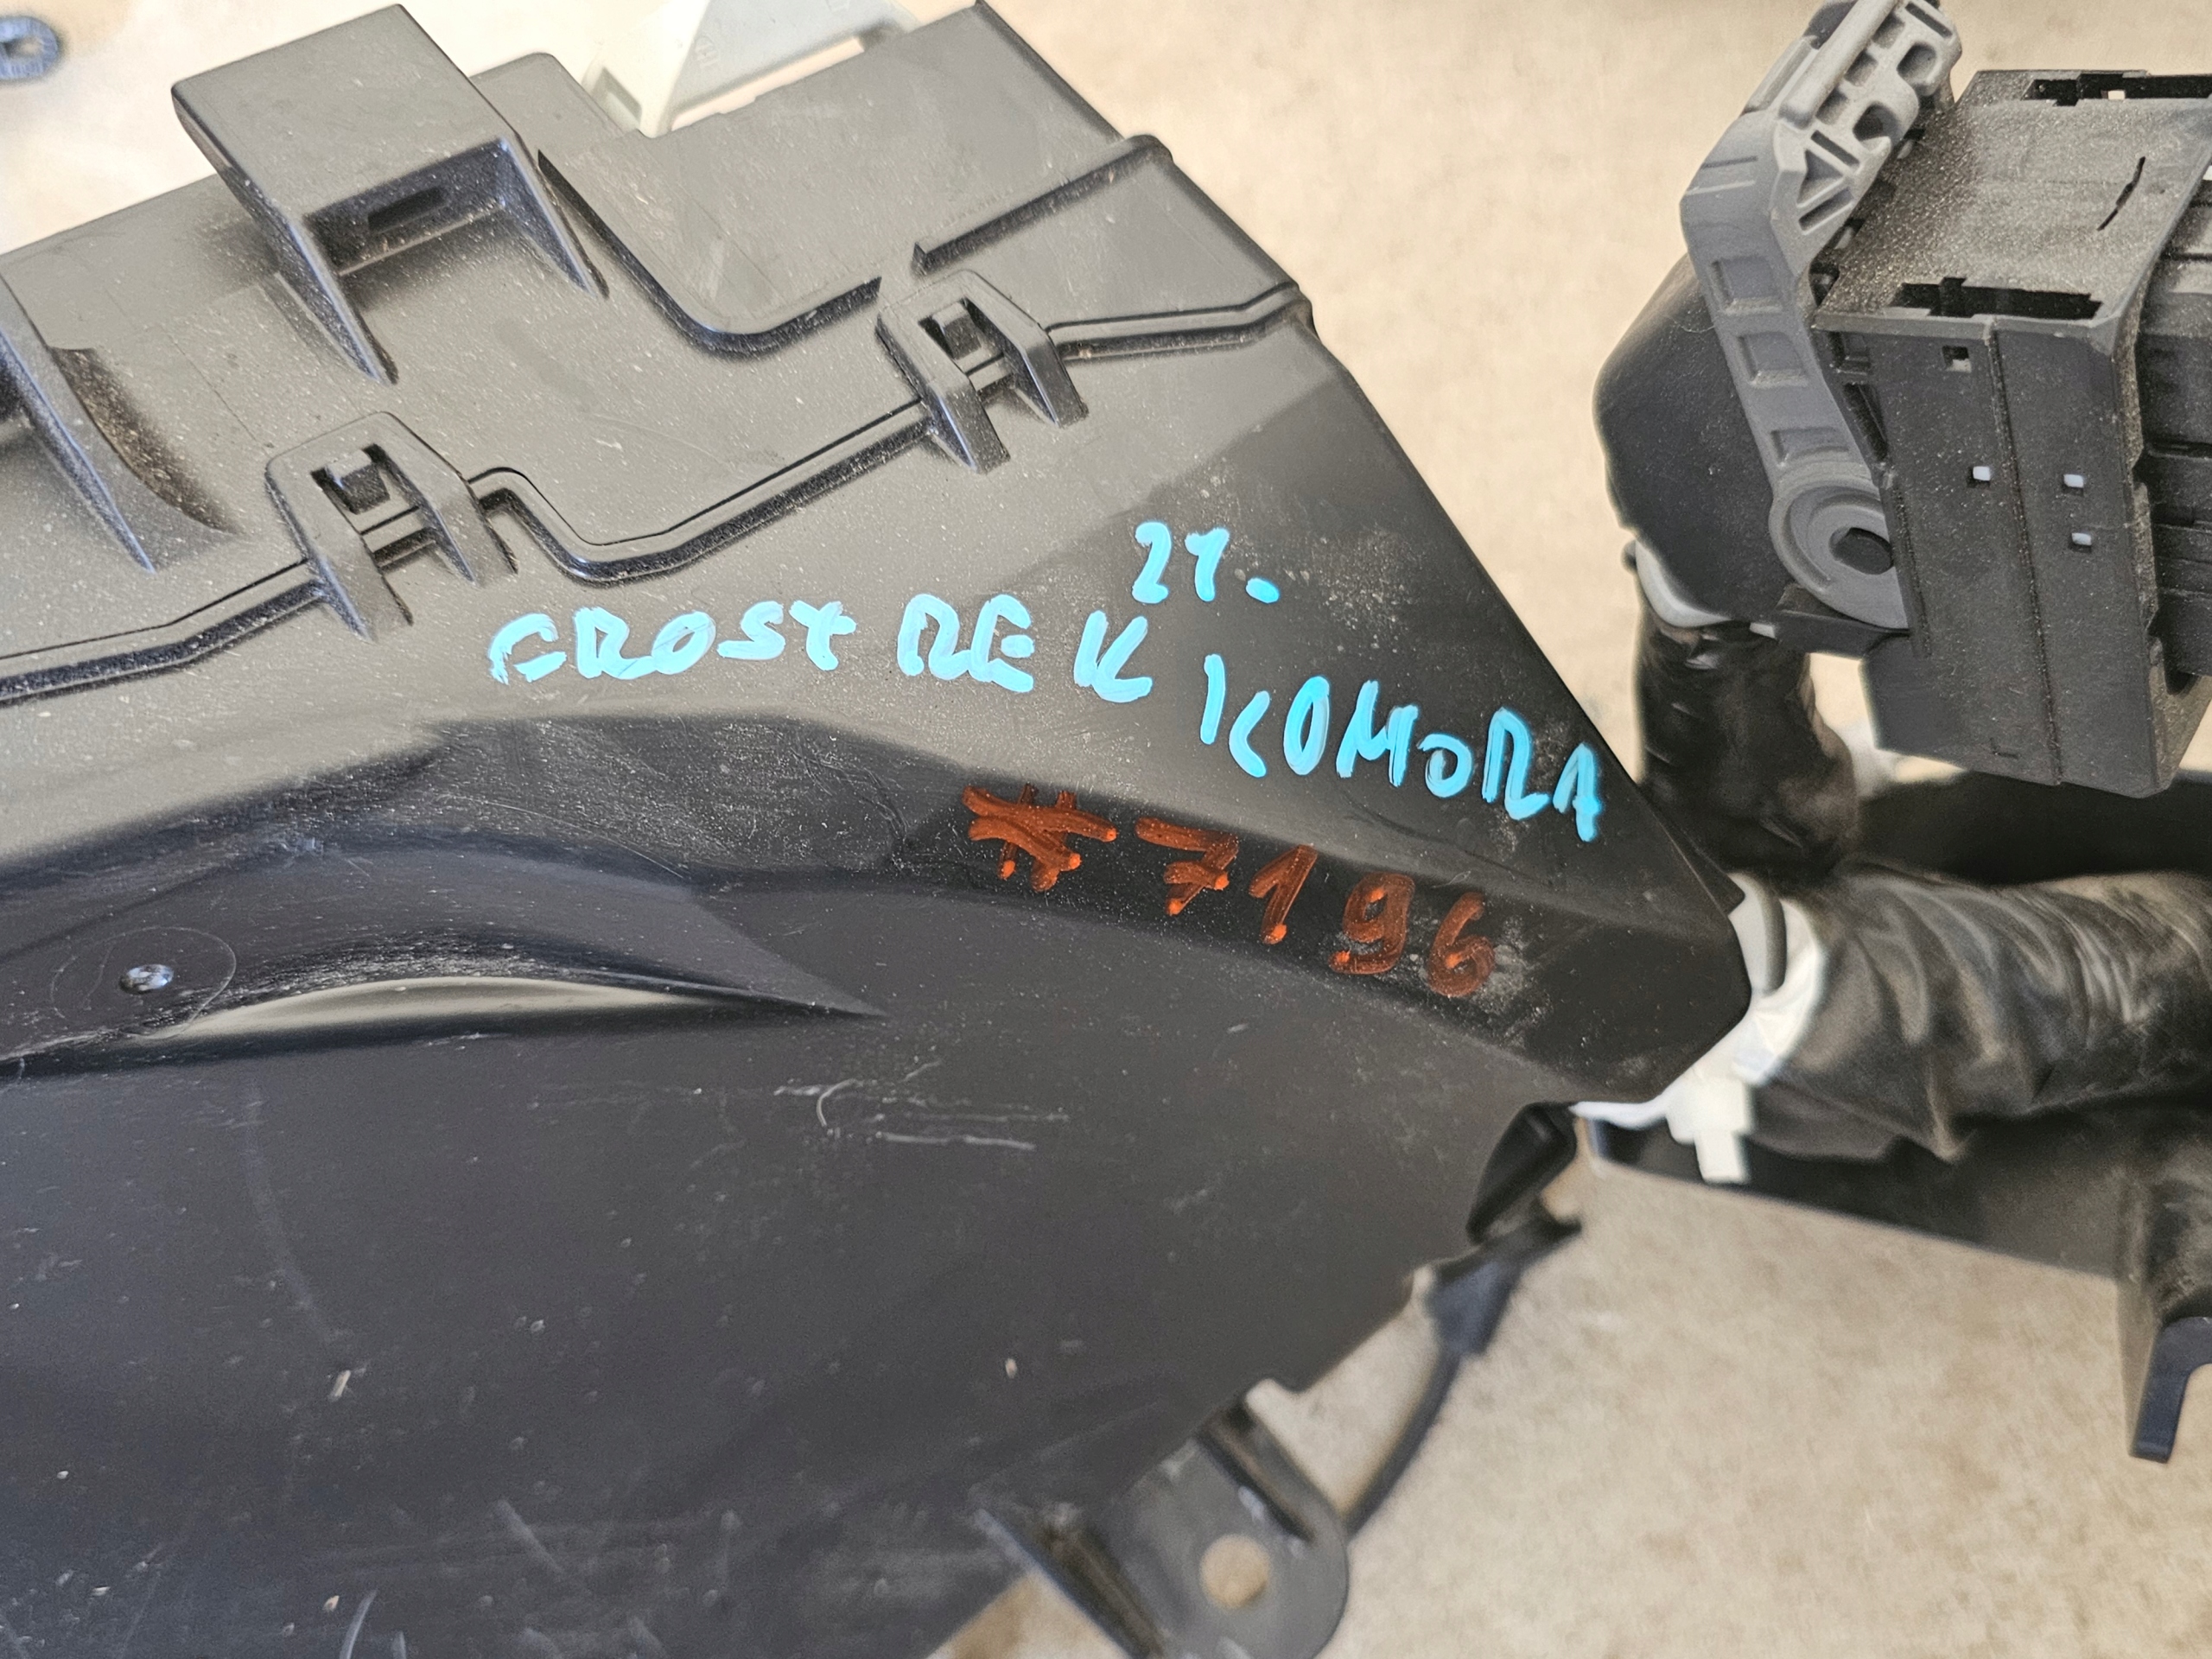 21.
CROSTREK
KOMORA
#7196